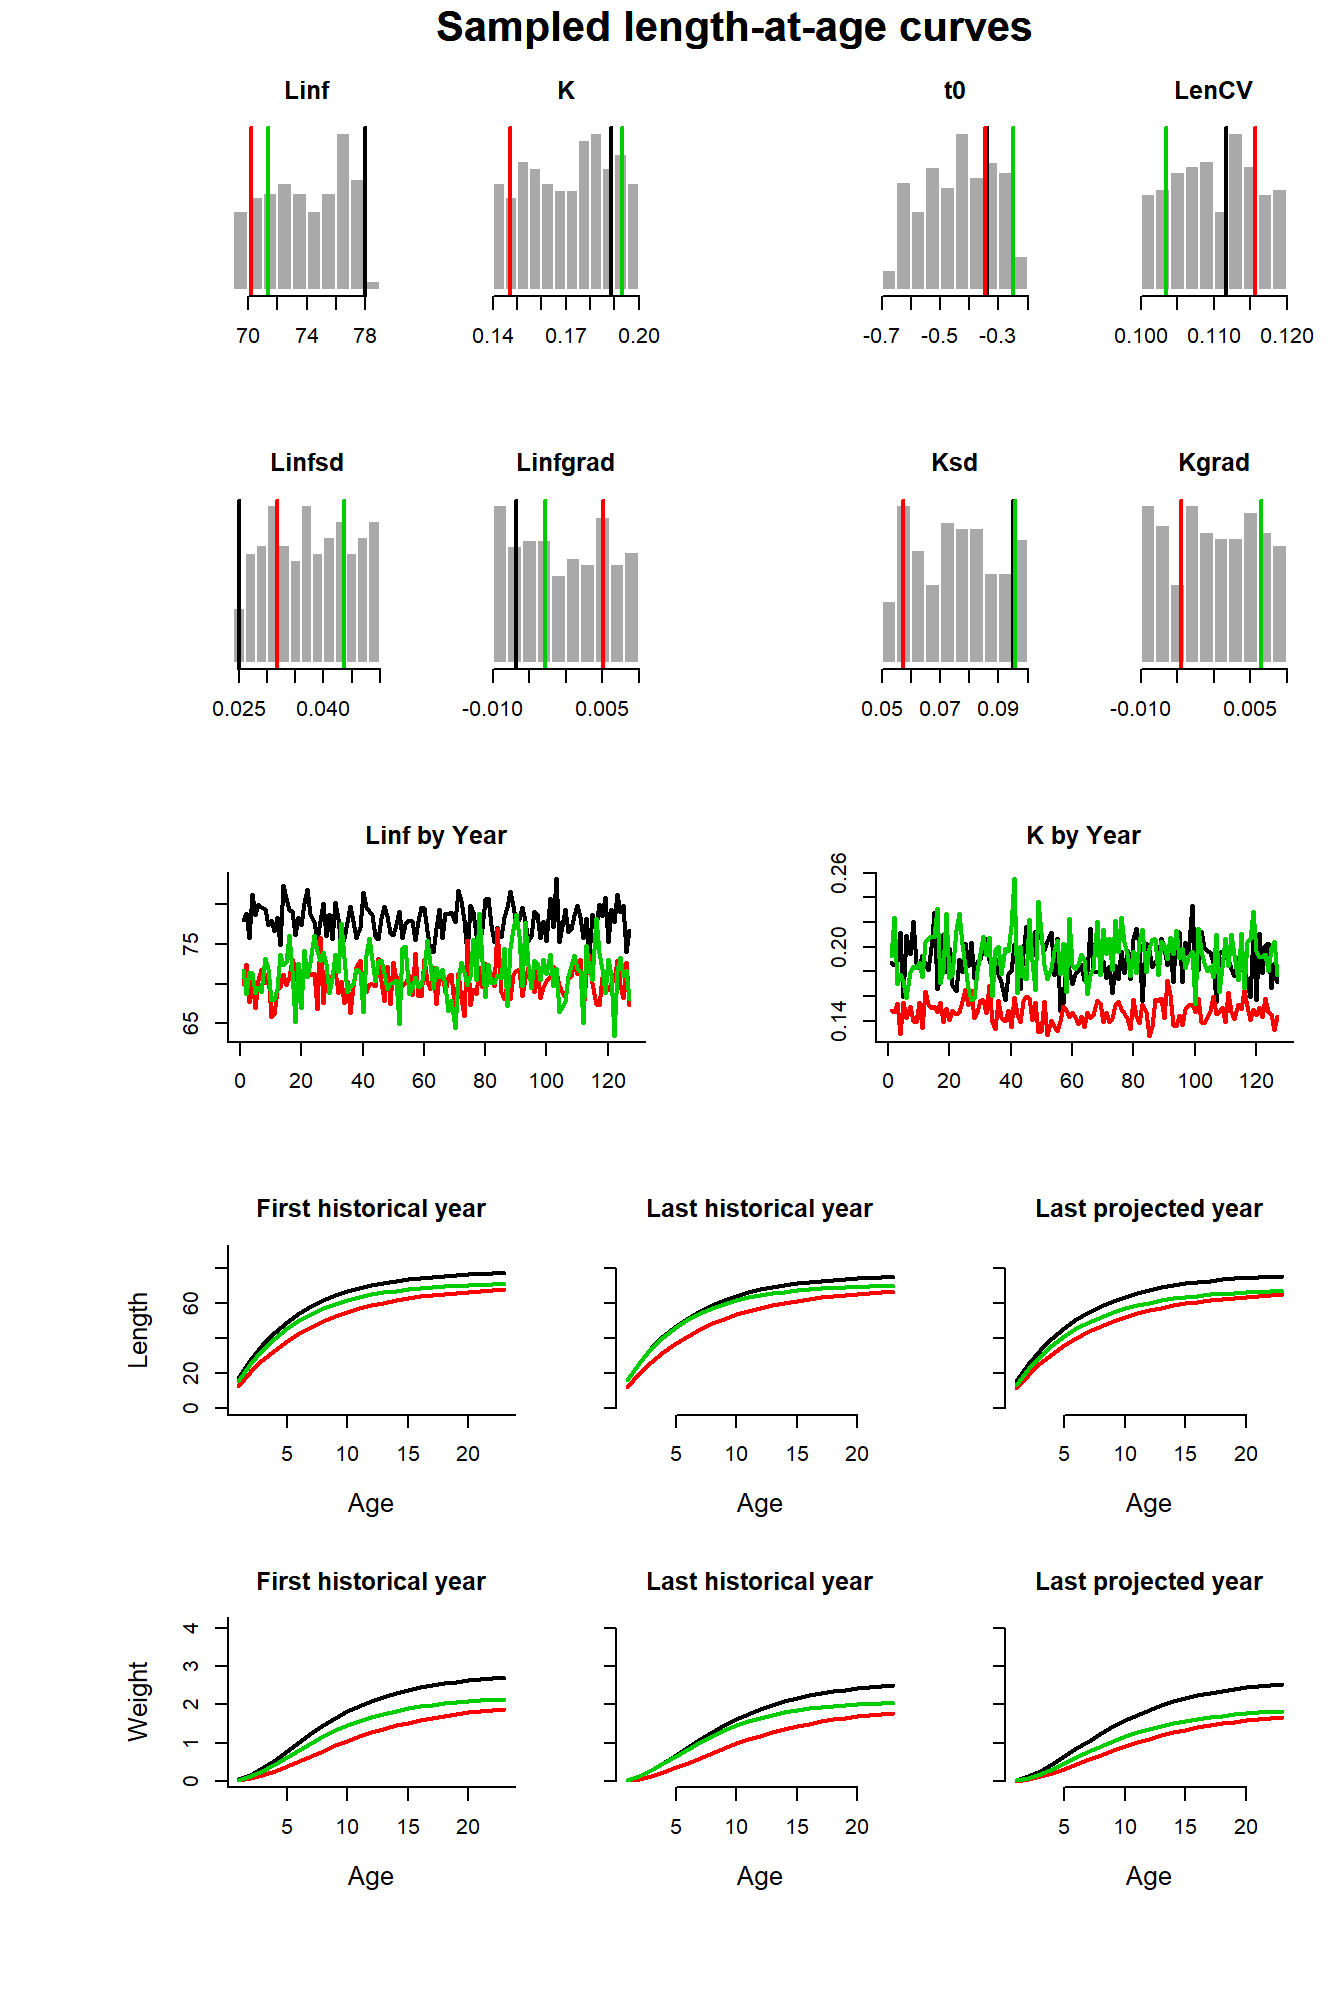 Sampled length-at-age curves
Linf K t0 LenCV
70 74 78 0.14 0.17 0.20 -0.7 -0.5 -0.3 0.100 0.110 0.120
Linfsd Linfgrad Ksd Kgrad
0.025 0.040 -0.010 0.005 0.05 0.07 0.09 -0.010 0.005
Linf by Year K by Year
65 75 0.14 0.20 0.26
0 20 40 60 80 100 120 0 20 40 60 80 100 120
First historical year Last historical year Last projected year
Length
0 20 60
5 10 15 20 5 10 15 20 5 10 15 20
Age Age Age
First historical year Last historical year Last projected year
Weight
0 1 2 3 4
5 10 15 20 5 10 15 20 5 10 15 20
Age Age Age